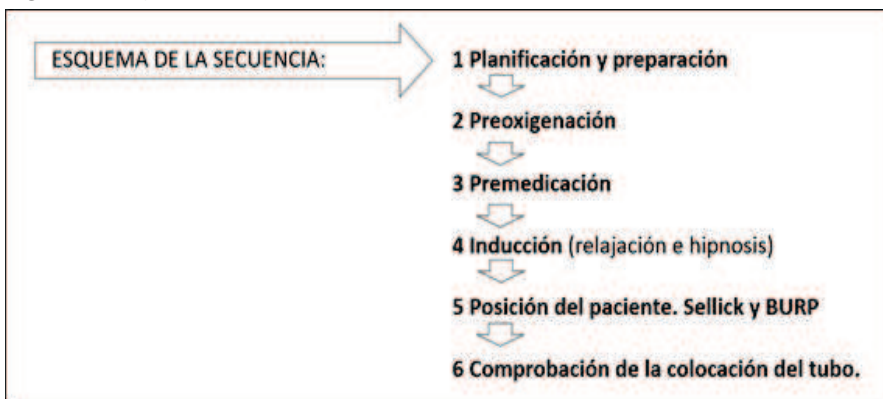 ESQUEMA DE LA SECUENCIA:
1 Planificación y preparación
2 Preoxigenación
3 Premedicación
4 Inducción (relajación e hipnosis)
5 Posición del paciente. Sellick y BURP
6 Comprobación de la colocación del tubo.